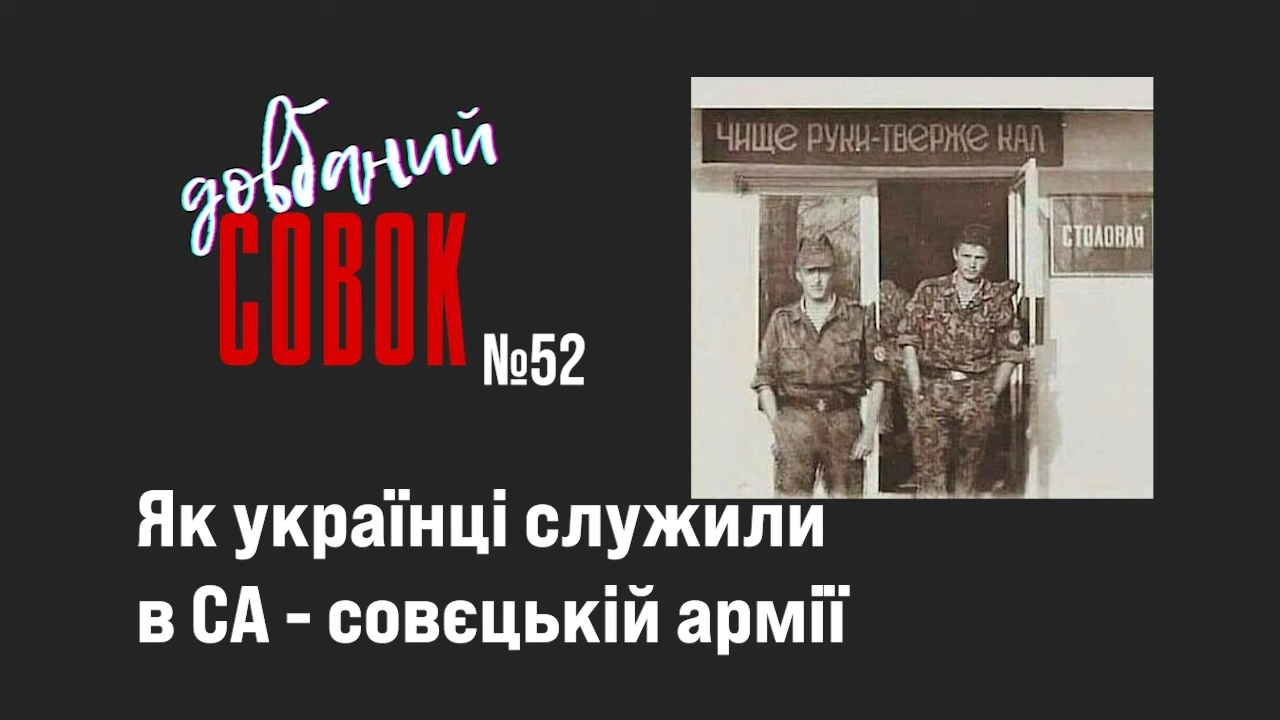 довбаний
СОВОК
№52
ЧИЩЕ РУКИ-ТВЕРЖЕ КАЛ
СТОЛОВАЯ
Як українці служили
в СА - совєцькій армії